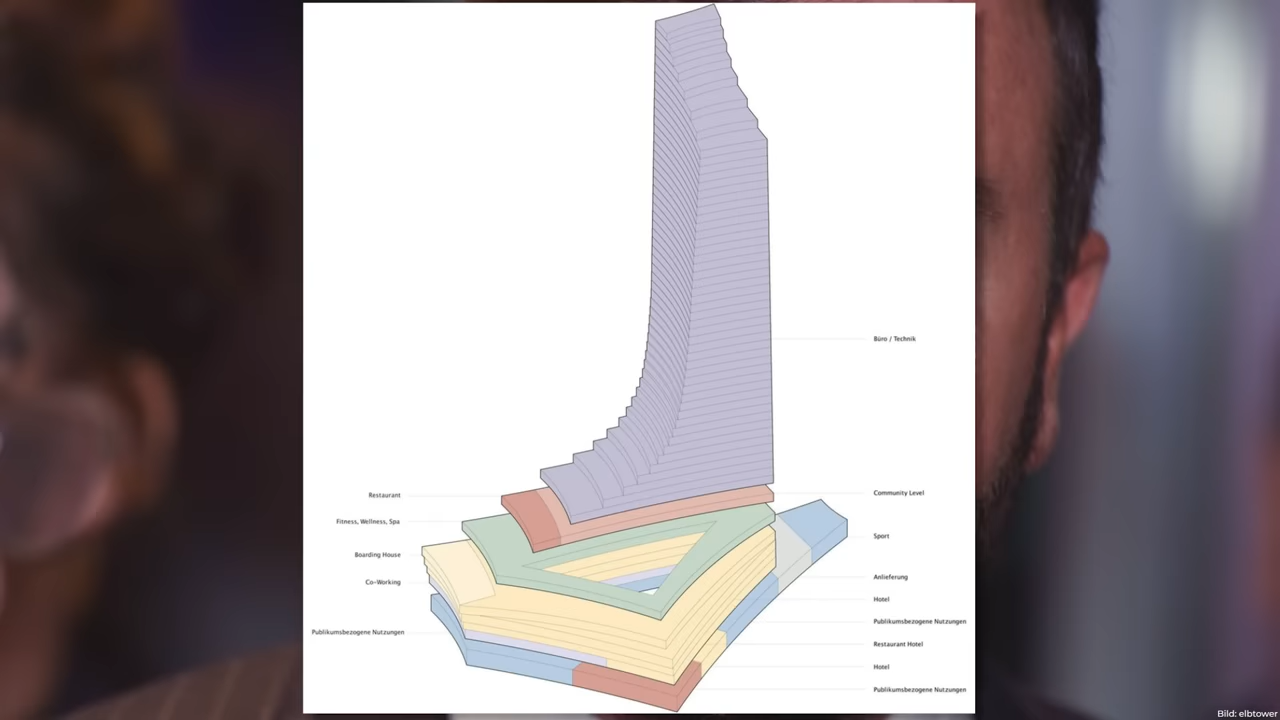 Büro / Technik
Restaurant
Community Level
Fitness, Wellness, Spa
Sport
Boarding House
Anlieferung
Co-Working
Hotel
Publikumsbezogene Nutzungen
Publikumsbezogene Nutzungen
Restaurant Hotel
Hotel
Publikumsbezogene Nutzungen
Bild: elbtower